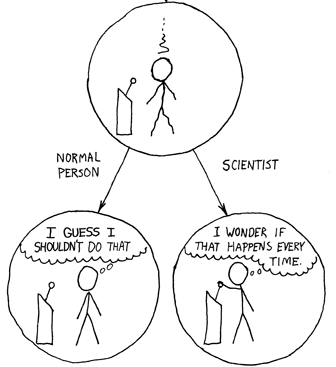 NORMAL
PERSON
SCIENTIST
I GUESS I
SHOULDN'T DO THAT
I WONDER IF
THAT HAPPENS EVERY
TIME.